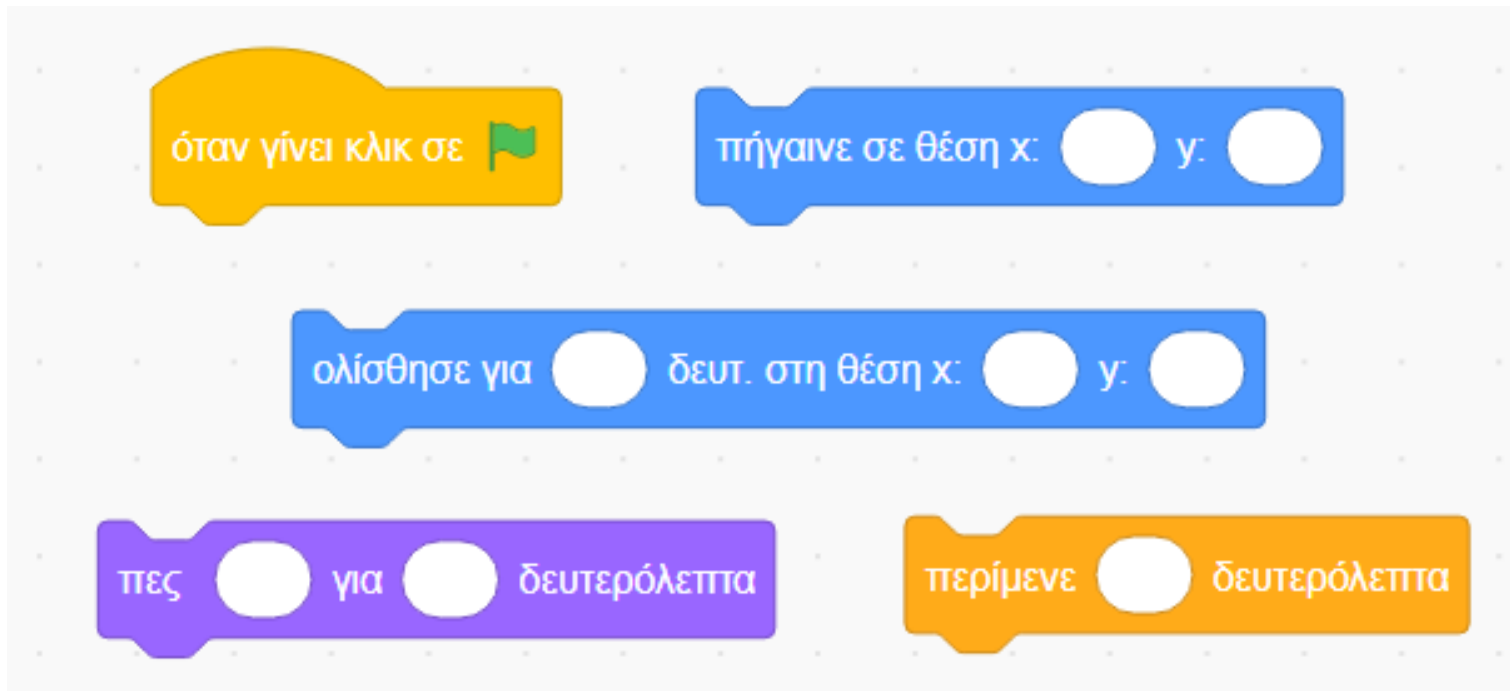 όταν γίνει κλικ σε
πήγαινε σε θέση x: y:
ολίσθησε για δευτ. στη θέση x: y:
πες για δευτερόλεπτα
περίμενε δευτερόλεπτα